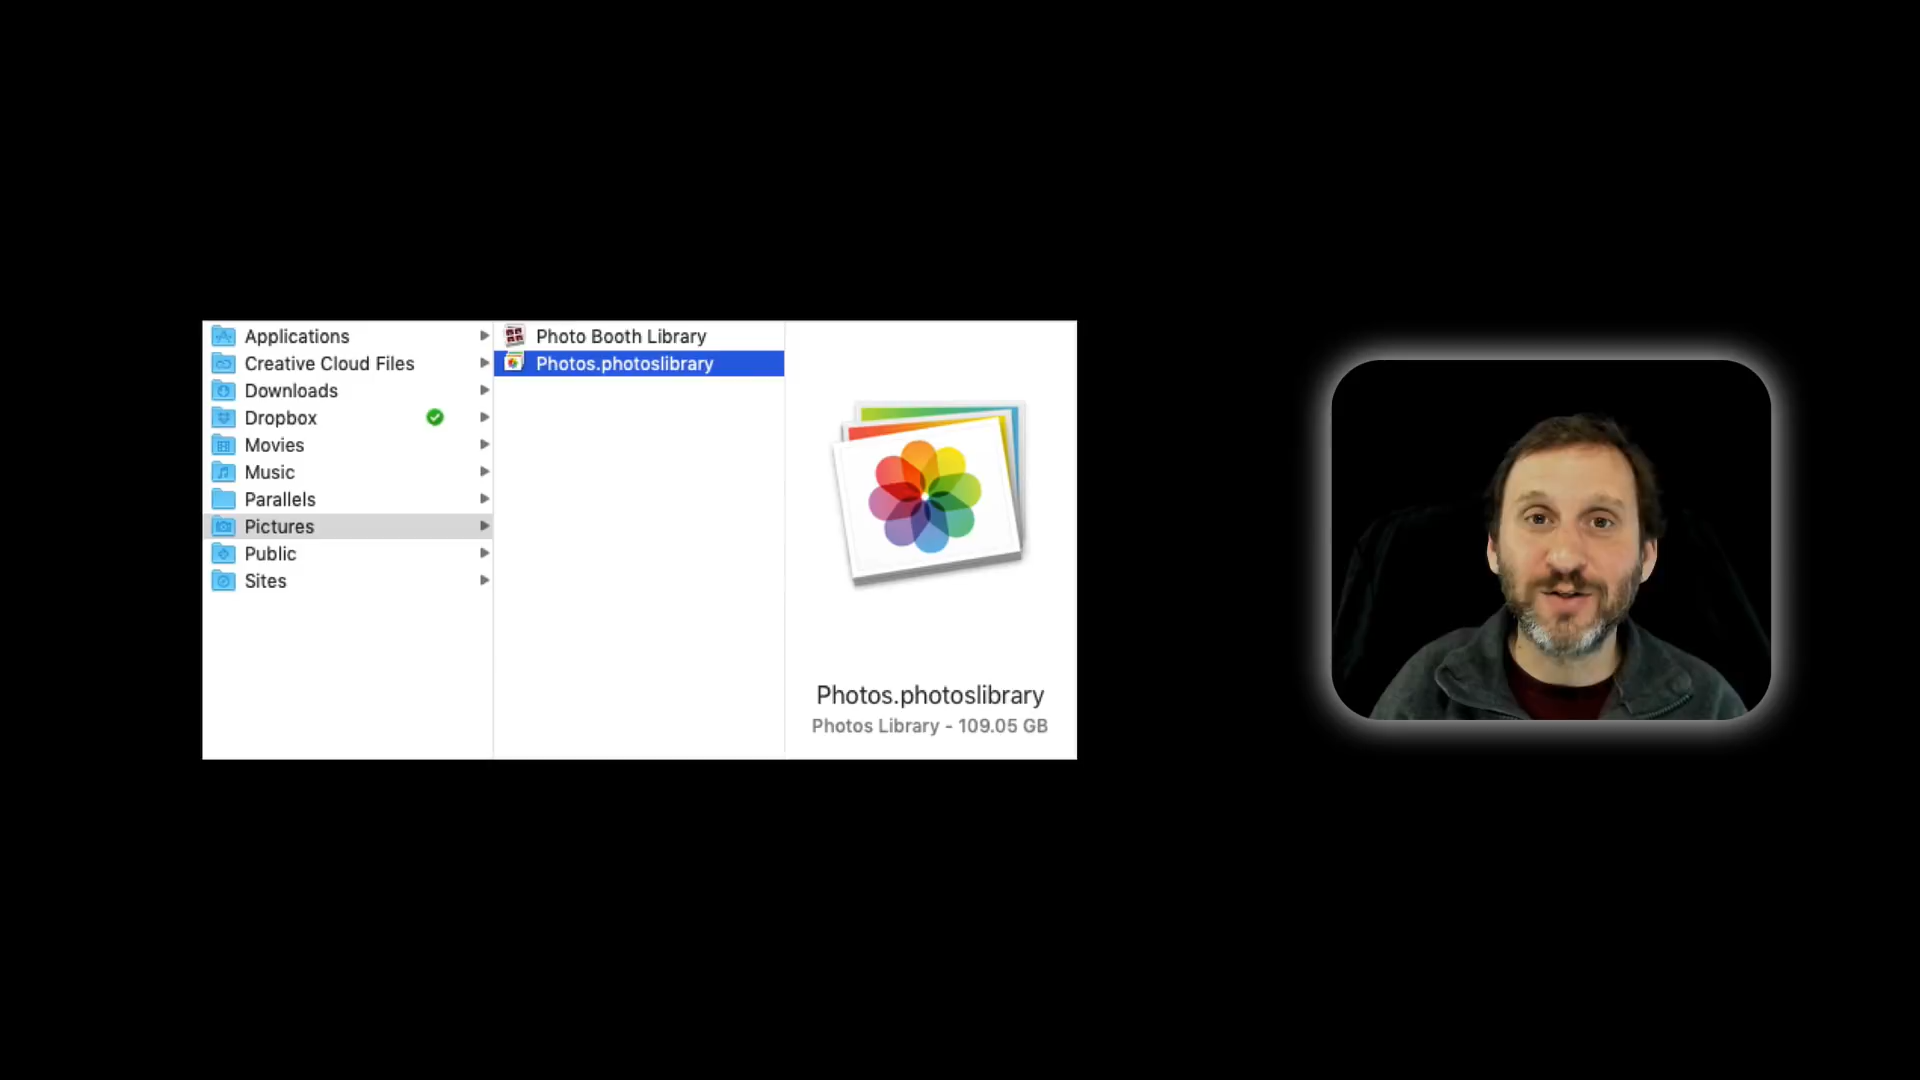 Applications
Creative Cloud Files
Downloads
Dropbox
Movies
Music
Parallels
Pictures
Public
Sites
Photo Booth Library
Photos.photoslibrary
Photos.photoslibrary
Photos Library - 109.05 GB